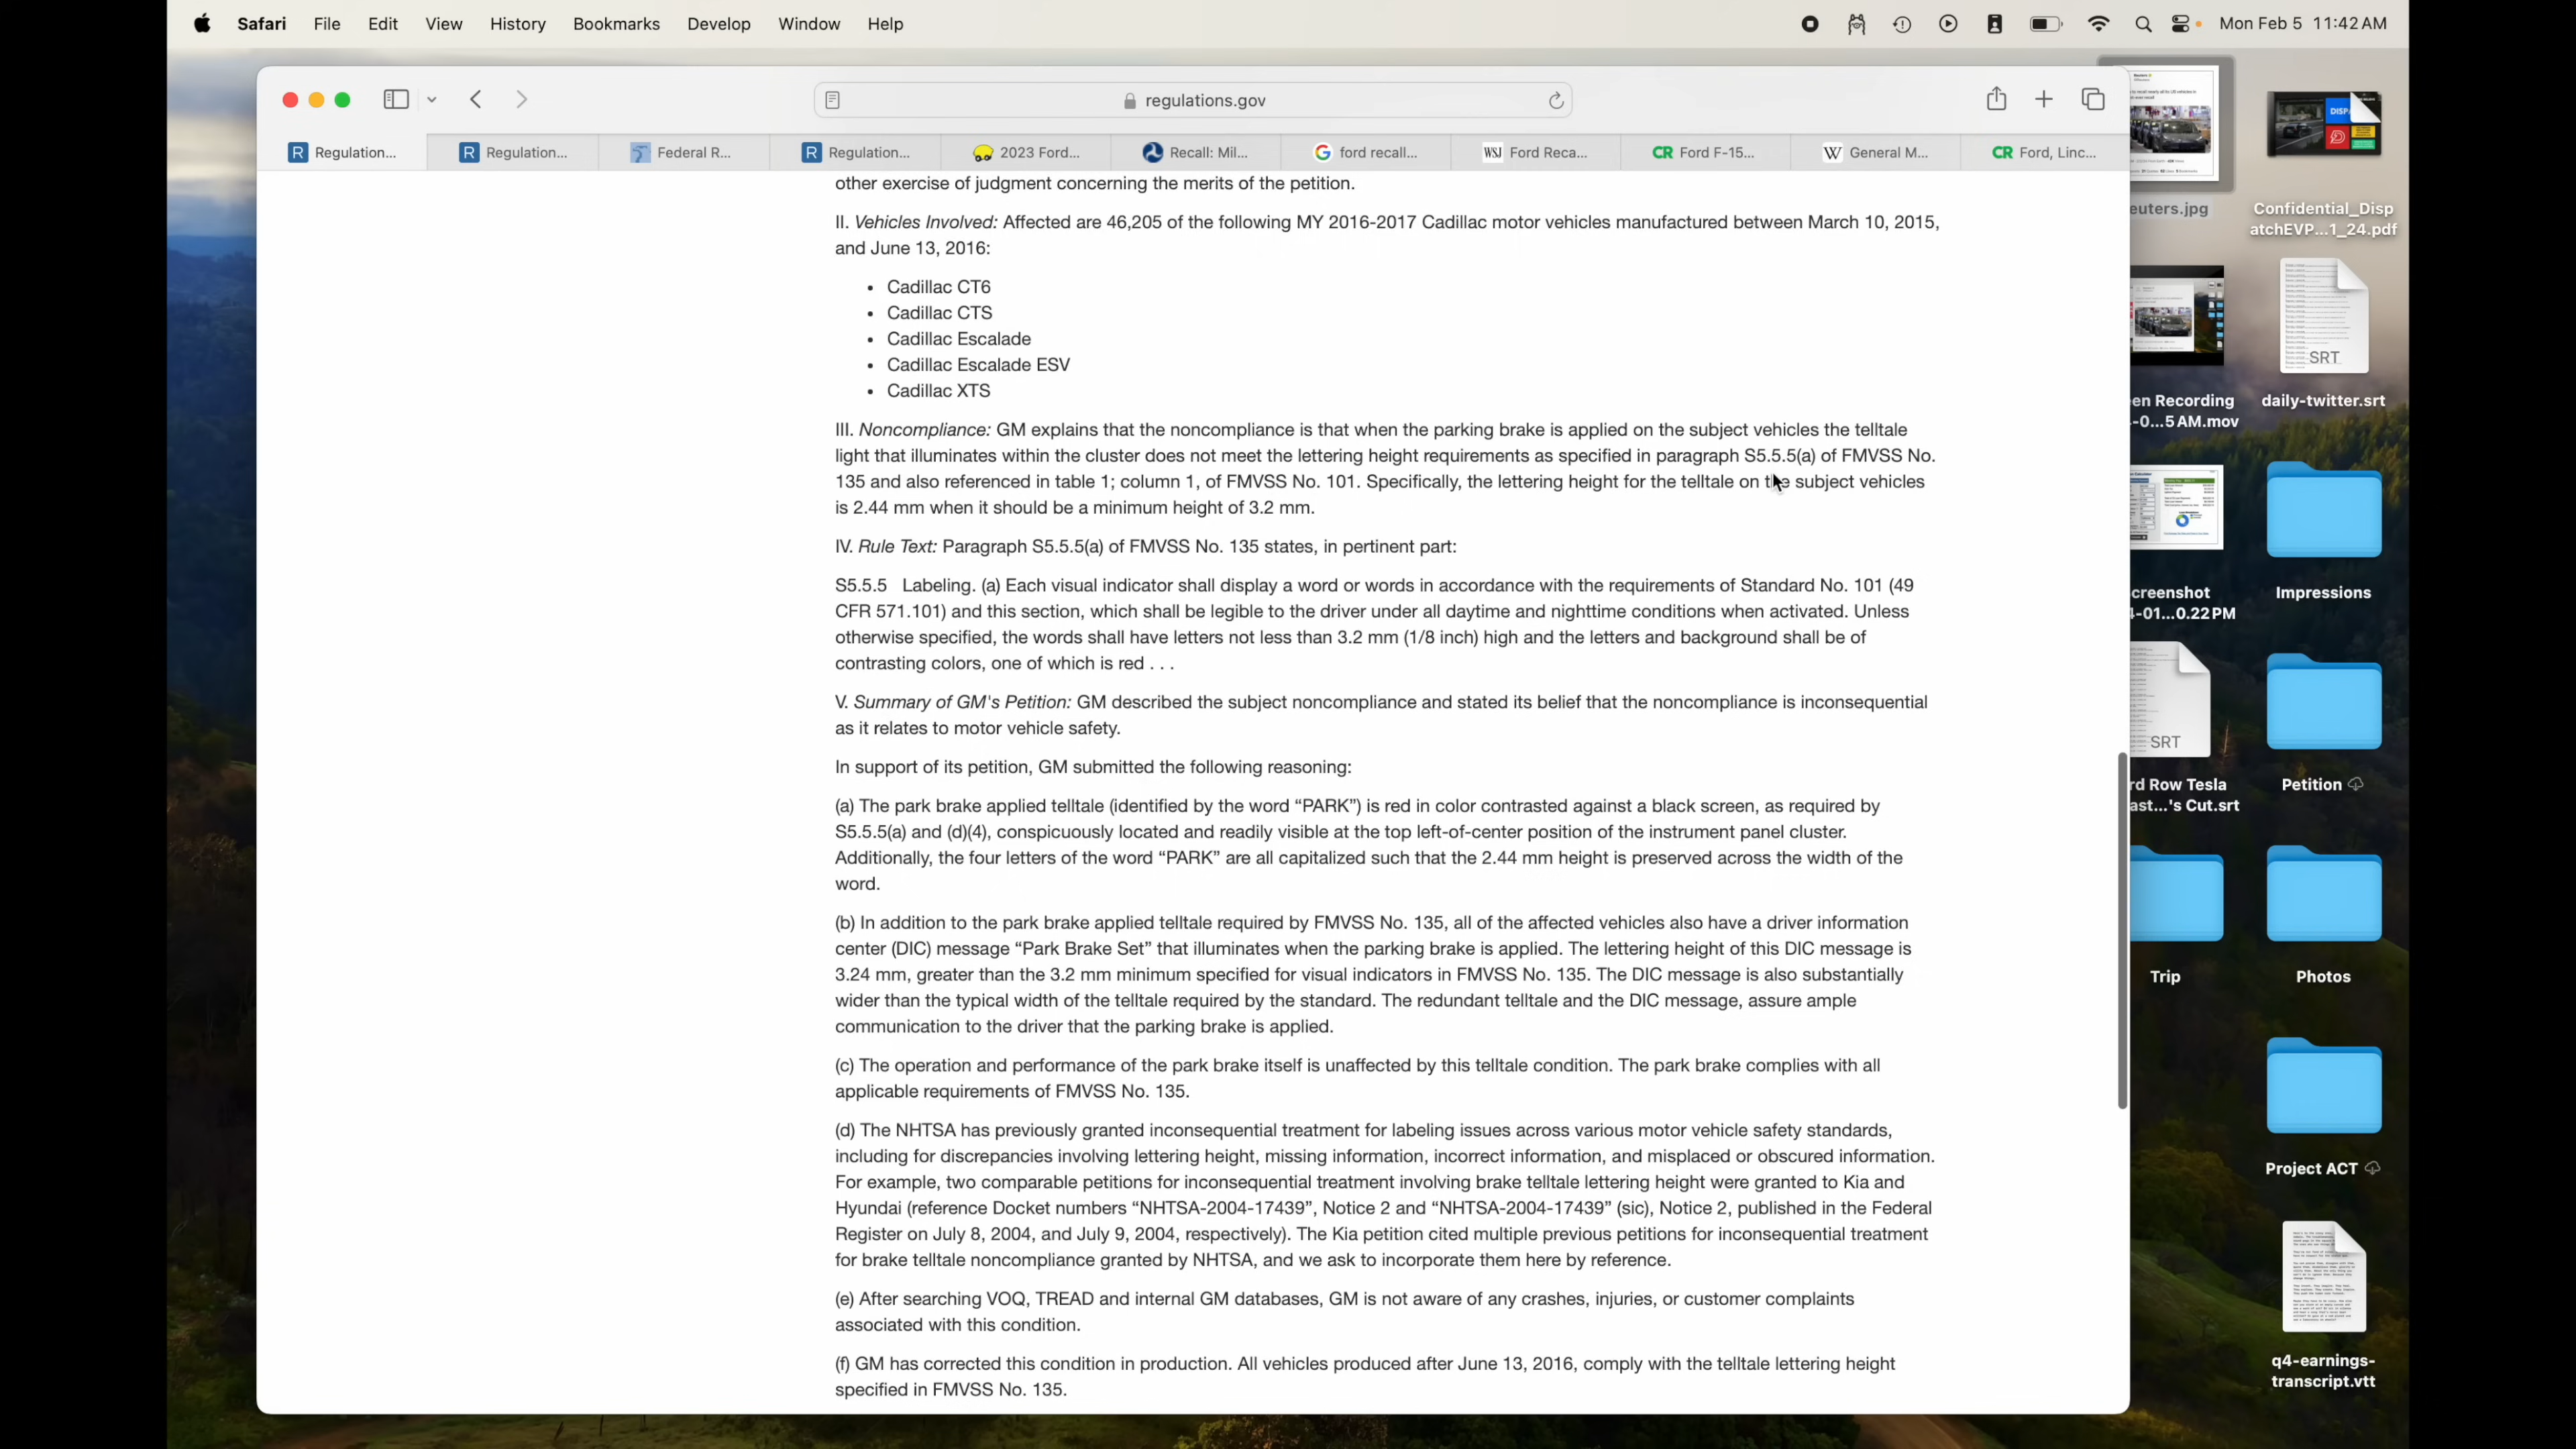 Safari File Edit View History Bookmarks Develop Window Help Mon Feb 5 11:42 AM
regulations.gov
Regulation... Regulation... Federal R... Regulation... 2023 Ford... Recall: Mil... ford recall... Ford Reca... Ford F-15... General M... Ford, Linc...
other exercise of judgment concerning the merits of the petition.
II. Vehicles Involved: Affected are 46,205 of the following MY 2016-2017 Cadillac motor vehicles manufactured between March 10, 2015,
and June 13, 2016:
• Cadillac CT6
• Cadillac CTS
• Cadillac Escalade
• Cadillac Escalade ESV
• Cadillac XTS
III. Noncompliance: GM explains that the noncompliance is that when the parking brake is applied on the subject vehicles the telltale
light that illuminates within the cluster does not meet the lettering height requirements as specified in paragraph S5.5.5(a) of FMVSS No.
135 and also referenced in table 1; column 1, of FMVSS No. 101. Specifically, the lettering height for the telltale on the subject vehicles
is 2.44 mm when it should be a minimum height of 3.2 mm.
IV. Rule Text: Paragraph S5.5.5(a) of FMVSS No. 135 states, in pertinent part:
S5.5.5 Labeling. (a) Each visual indicator shall display a word or words in accordance with the requirements of Standard No. 101 (49
CFR 571.101) and this section, which shall be legible to the driver under all daytime and nighttime conditions when activated. Unless
otherwise specified, the words shall have letters not less than 3.2 mm (1/8 inch) high and the letters and background shall be of
contrasting colors, one of which is red . . .
V. Summary of GM's Petition: GM described the subject noncompliance and stated its belief that the noncompliance is inconsequential
as it relates to motor vehicle safety.
In support of its petition, GM submitted the following reasoning:
(a) The park brake applied telltale (identified by the word “PARK”) is red in color contrasted against a black screen, as required by
S5.5.5(a) and (d)(4), conspicuously located and readily visible at the top left-of-center position of the instrument panel cluster.
Additionally, the four letters of the word “PARK” are all capitalized such that the 2.44 mm height is preserved across the width of the
word.
(b) In addition to the park brake applied telltale required by FMVSS No. 135, all of the affected vehicles also have a driver information
center (DIC) message “Park Brake Set” that illuminates when the parking brake is applied. The lettering height of this DIC message is
3.24 mm, greater than the 3.2 mm minimum specified for visual indicators in FMVSS No. 135. The DIC message is also substantially
wider than the typical width of the telltale required by the standard. The redundant telltale and the DIC message, assure ample
communication to the driver that the parking brake is applied.
(c) The operation and performance of the park brake itself is unaffected by this telltale condition. The park brake complies with all
applicable requirements of FMVSS No. 135.
(d) The NHTSA has previously granted inconsequential treatment for labeling issues across various motor vehicle safety standards,
including for discrepancies involving lettering height, missing information, incorrect information, and misplaced or obscured information.
For example, two comparable petitions for inconsequential treatment involving brake telltale lettering height were granted to Kia and
Hyundai (reference Docket numbers “NHTSA-2004-17439”, Notice 2 and “NHTSA-2004-17439” (sic), Notice 2, published in the Federal
Register on July 8, 2004, and July 9, 2004, respectively). The Kia petition cited multiple previous petitions for inconsequential treatment
for brake telltale noncompliance granted by NHTSA, and we ask to incorporate them here by reference.
(e) After searching VOQ, TREAD and internal GM databases, GM is not aware of any crashes, injuries, or customer complaints
associated with this condition.
(f) GM has corrected this condition in production. All vehicles produced after June 13, 2016, comply with the telltale lettering height
specified in FMVSS No. 135.
euters.jpg
Confidential_Disp
atchEVP...1_24.pdf
en Recording
-0...5 AM.mov
SRT
daily-twitter.srt
creenshot
4-01...0.22 PM
Impressions
SRT
rd Row Tesla
ast...'s Cut.srt
Petition
Trip
Photos
Project ACT
q4-earnings-
transcript.vtt